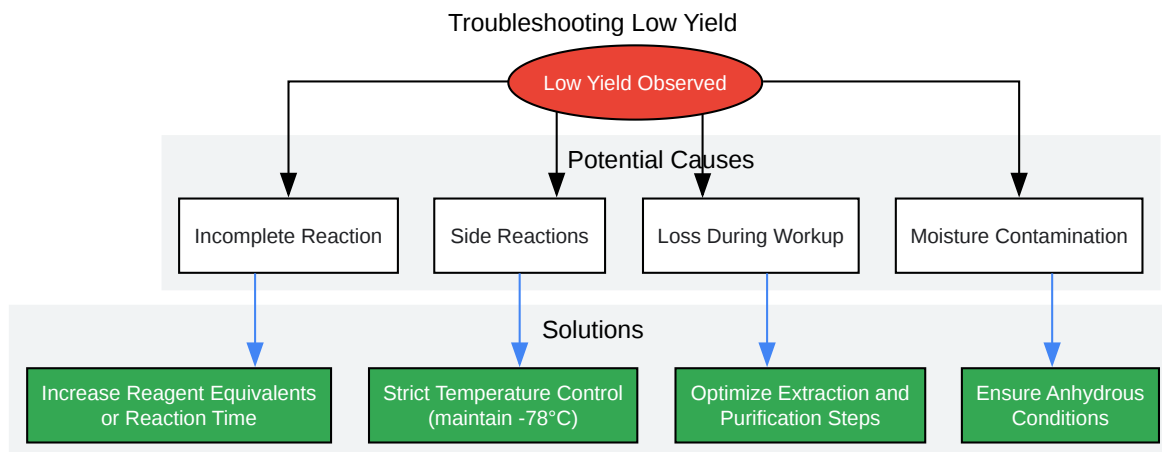 Troubleshooting Low Yield
Low Yield Observed
Potential Causes
Incomplete Reaction
Side Reactions
Loss During Workup
Moisture Contamination
Solutions
Increase Reagent Equivalents
or Reaction Time
Strict Temperature Control
(maintain -78°C)
Optimize Extraction and
Purification Steps
Ensure Anhydrous
Conditions